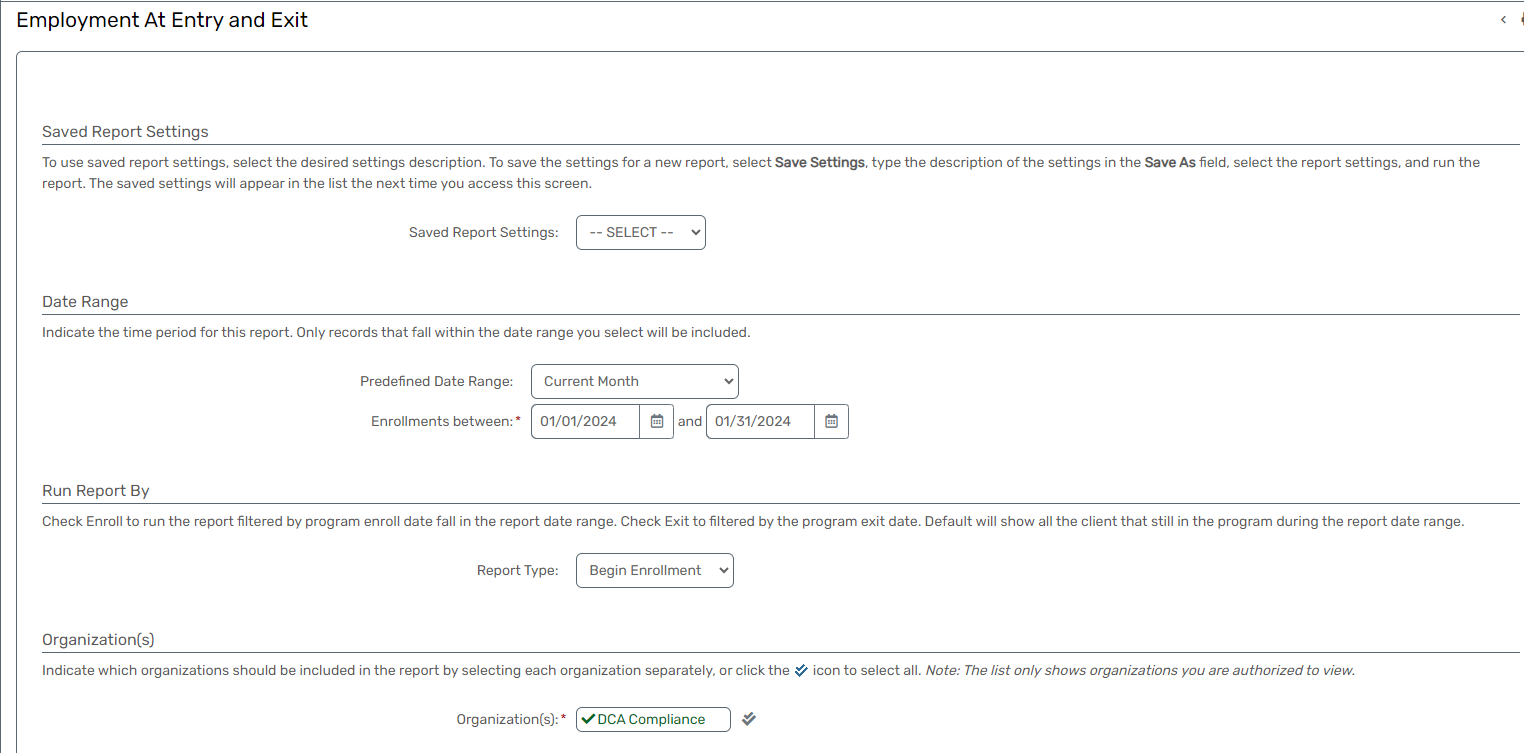 Employment At Entry and Exit
Saved Report Settings
To use saved report settings, select the desired settings description. To save the settings for a new report, select Save Settings, type the description of the settings in the Save As field, select the report settings, and run the
report. The saved settings will appear in the list the next time you access this screen.
Saved Report Settings: -- SELECT --
Date Range
Indicate the time period for this report. Only records that fall within the date range you select will be included.
Predefined Date Range: Current Month
Enrollments between:* 01/01/2024 and 01/31/2024
Run Report By
Check Enroll to run the report filtered by program enroll date fall in the report date range. Check Exit to filtered by the program exit date. Default will show all the client that still in the program during the report date range.
Report Type: Begin Enrollment
Organization(s)
Indicate which organizations should be included in the report by selecting each organization separately, or click the icon to select all. Note: The list only shows organizations you are authorized to view.
Organization(s):* DCA Compliance